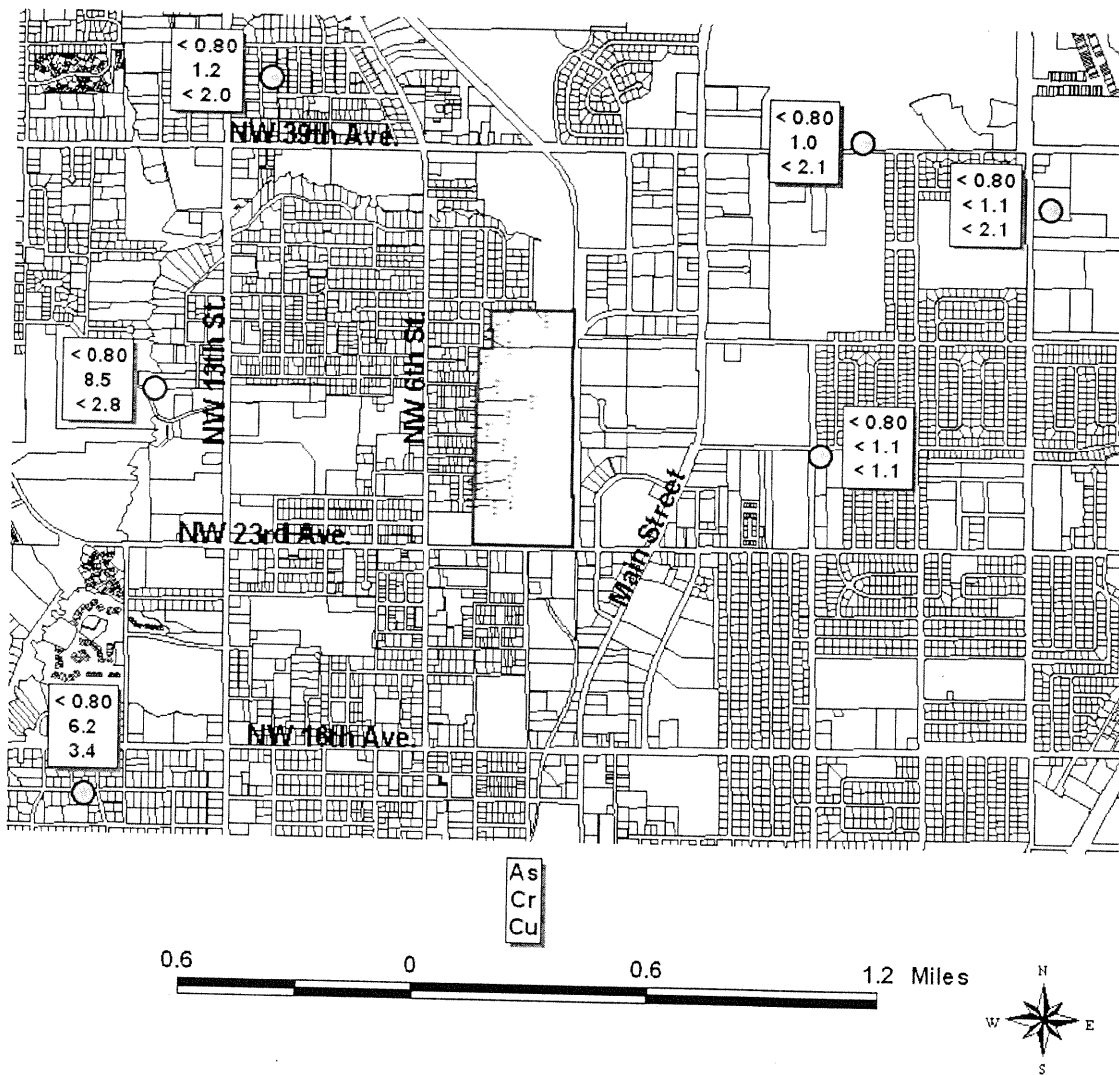 < 0.80
1.2
< 2.0
NW 39th Ave.
< 0.80
1.0
< 2.1
< 0.80
< 1.1
< 2.1
NW 13th St.
NW 6th St.
< 0.80
8.5
< 2.8
< 0.80
< 1.1
< 1.1
NW 23rd Ave.
Main Street
< 0.80
6.2
3.4
NW 16th Ave.
As
Cr
Cu
0.6 0 0.6 1.2 Miles
N
W E
S